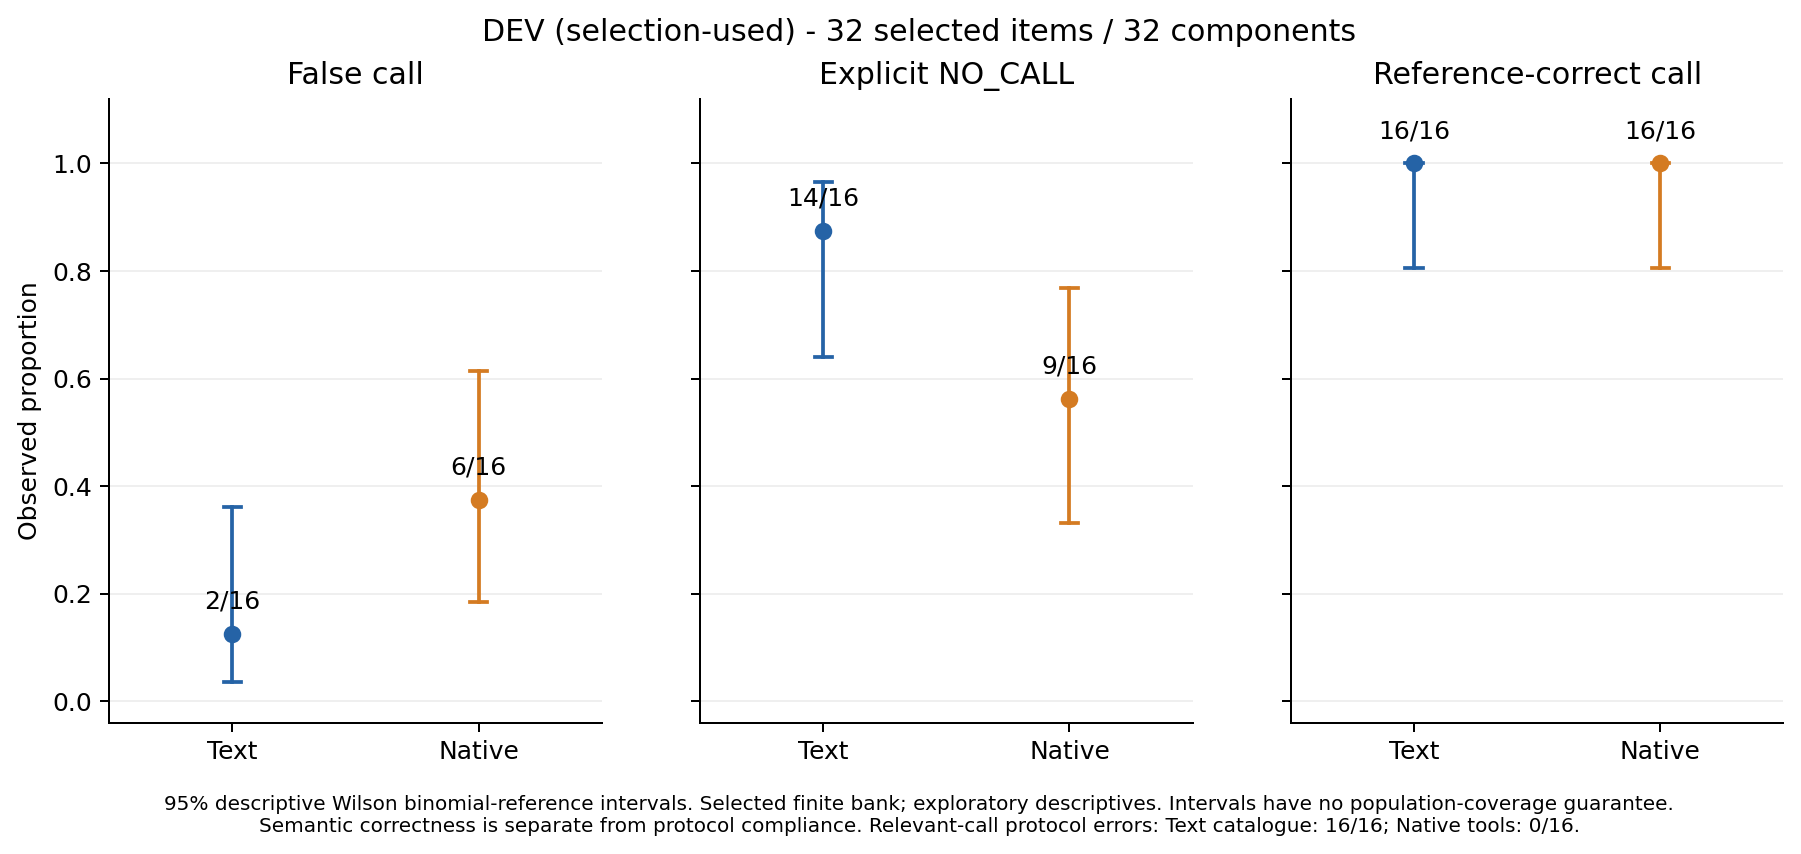 DEV (selection-used) - 32 selected items / 32 components
False call
Explicit NO_CALL
Reference-correct call
Observed proportion
1.0
0.8
0.6
0.4
0.2
0.0
2/16
6/16
14/16
9/16
16/16
16/16
Text
Native
Text
Native
Text
Native
95% descriptive Wilson binomial-reference intervals. Selected finite bank; exploratory descriptives. Intervals have no population-coverage guarantee.
Semantic correctness is separate from protocol compliance. Relevant-call protocol errors: Text catalogue: 16/16; Native tools: 0/16.